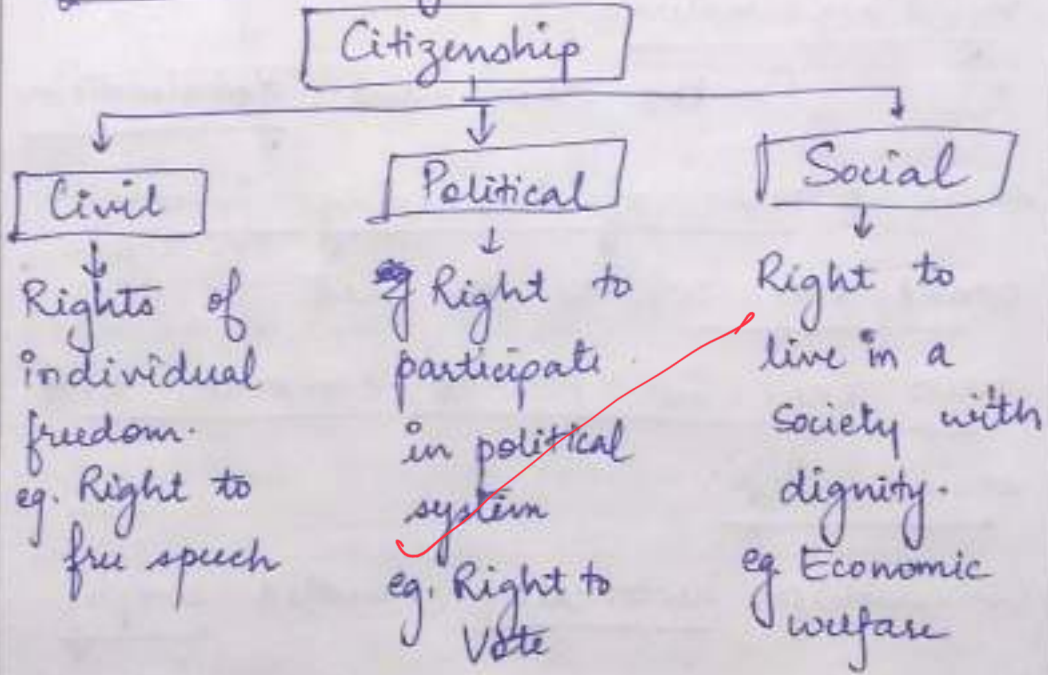 Citizenship
Civil
Rights of
individual
freedom.
eg. Right to
free speech
Political
Right to
participate
in political
system
eg. Right to
Vote
Social
Right to
live in a
Society with
dignity.
eg. Economic
welfare